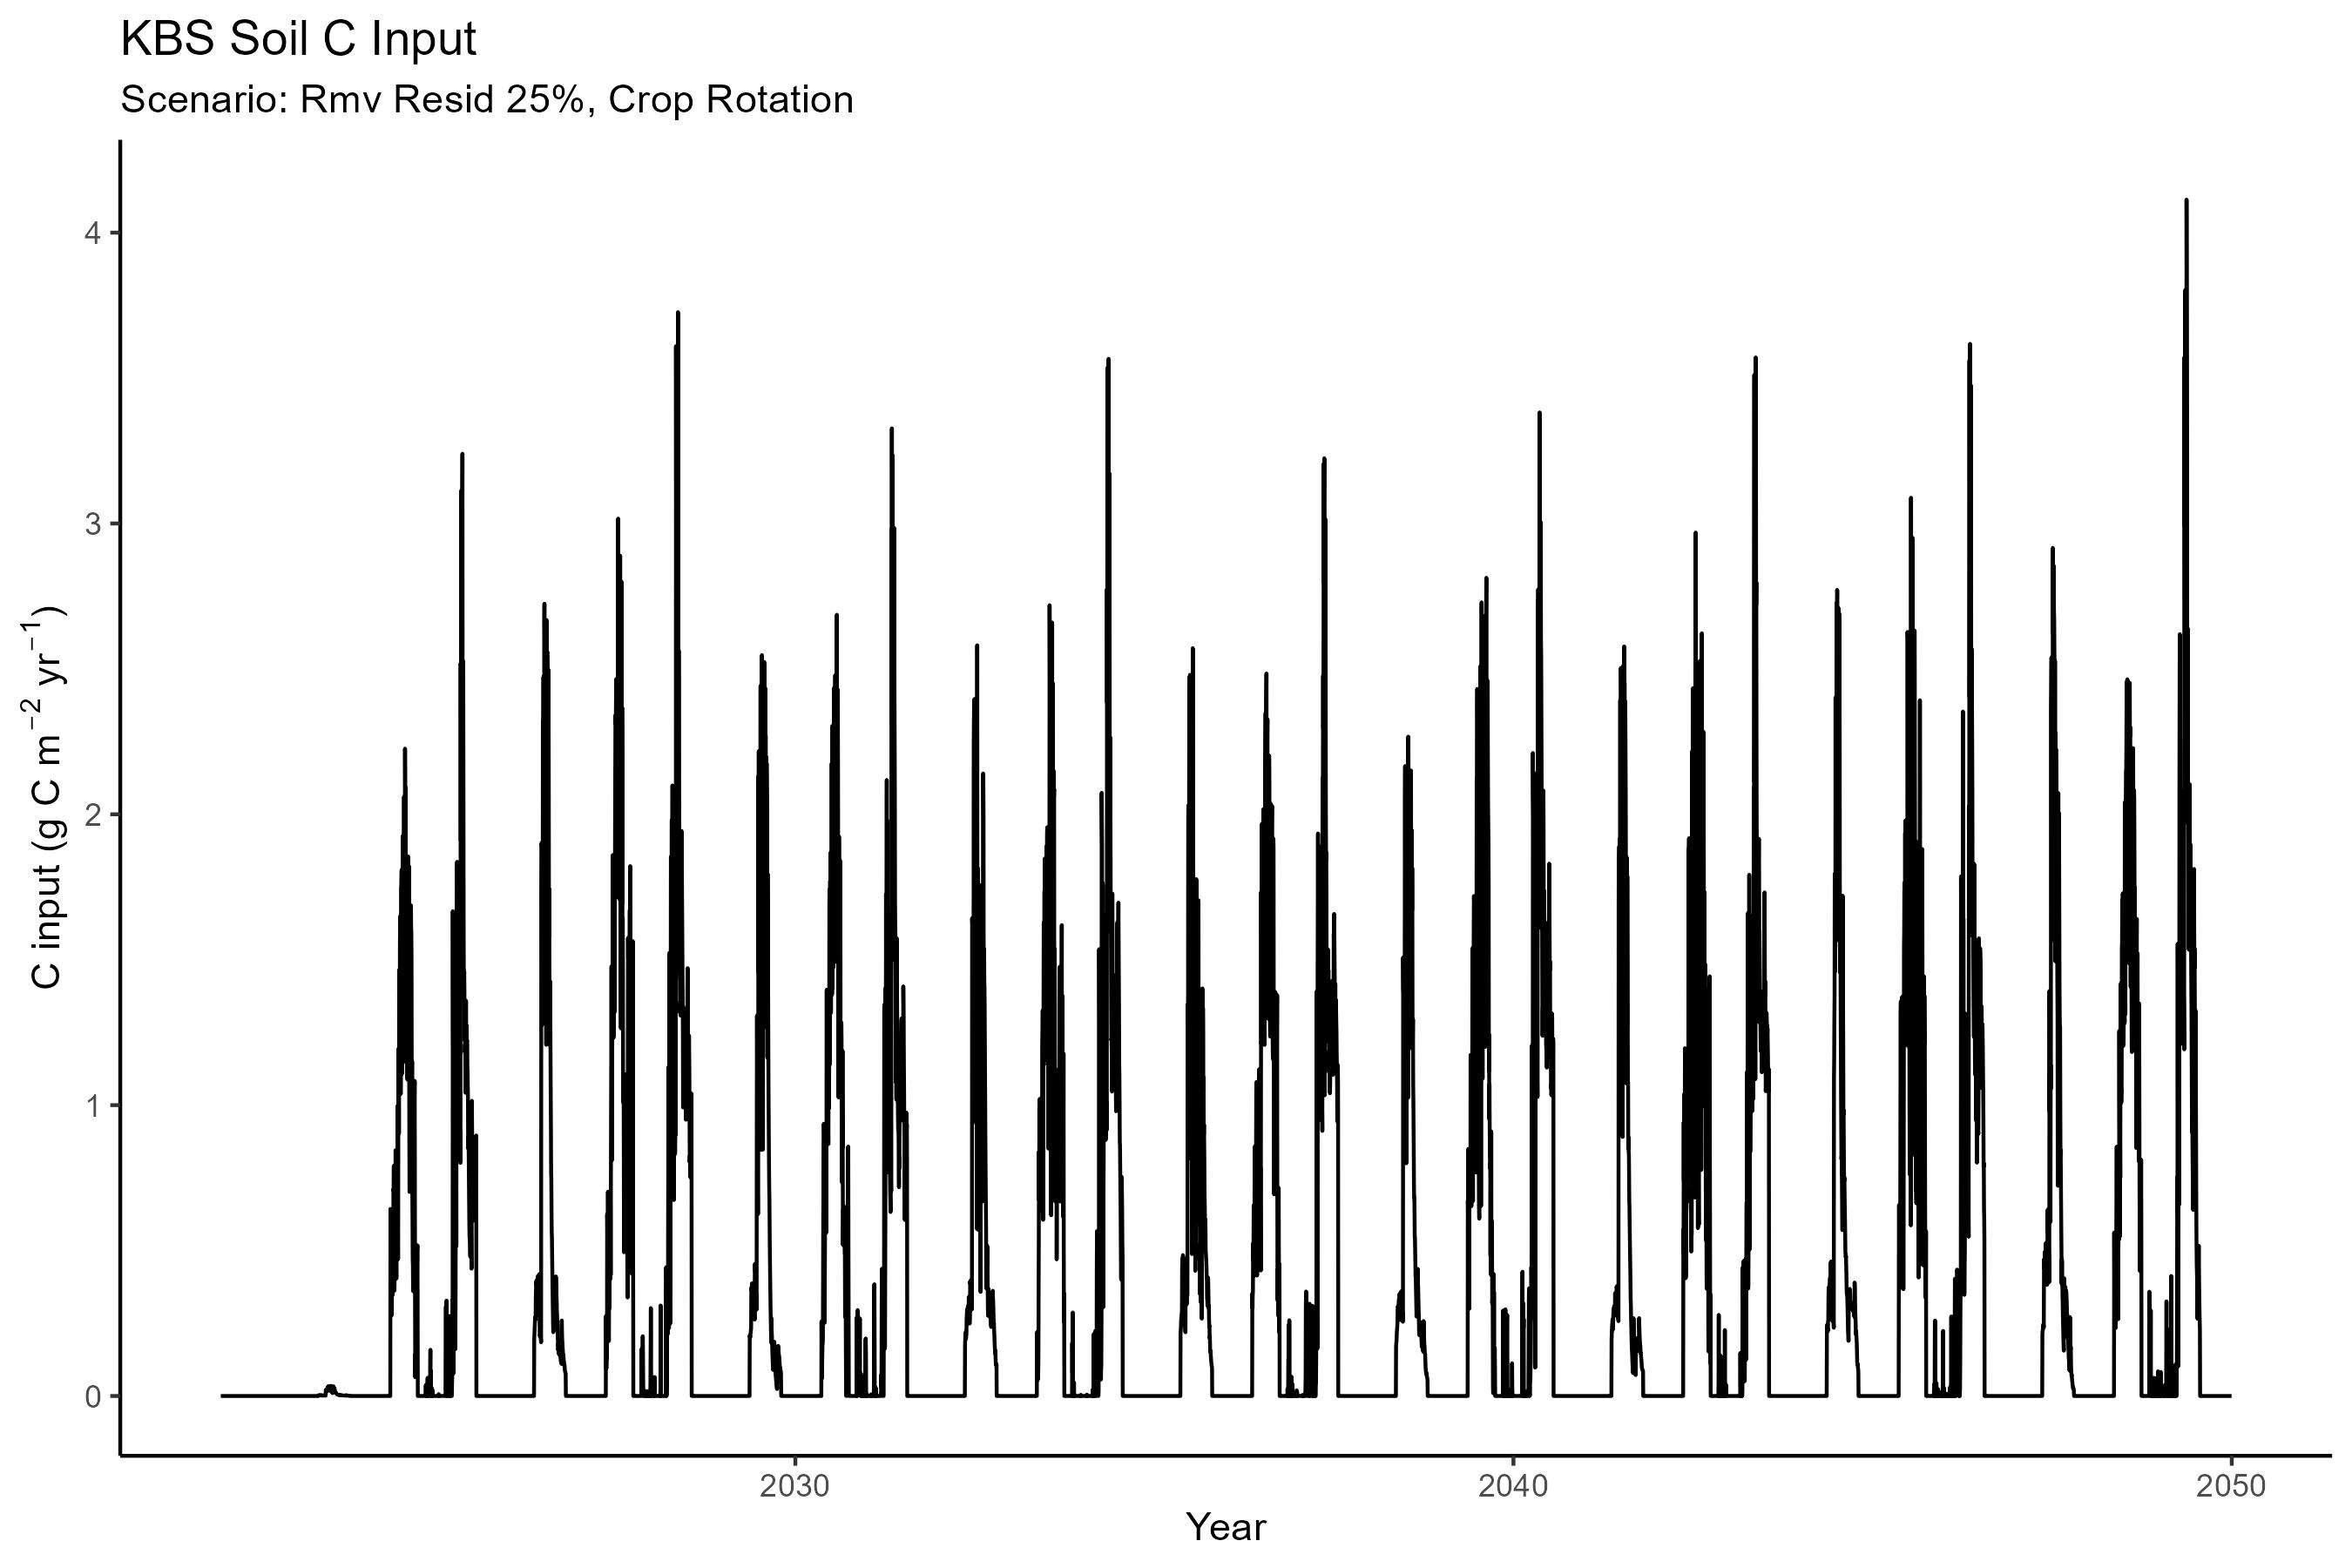 KBS Soil C Input
Scenario: Rmv Resid 25%, Crop Rotation
C input (g C m⁻² yr⁻¹)
4
3
2
1
0
2030 2040 2050
Year